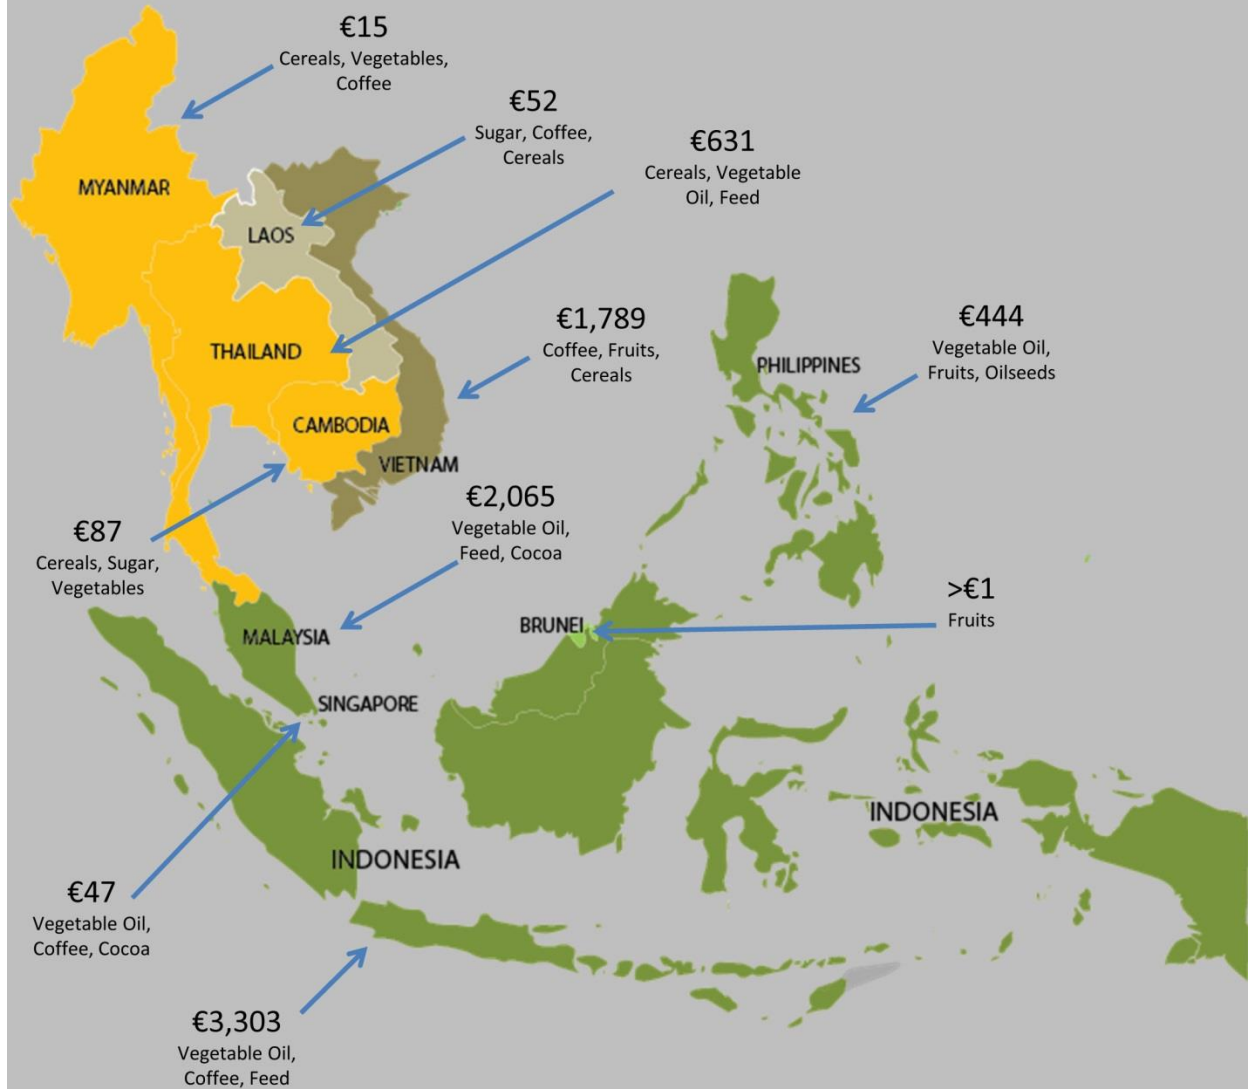 €15
Cereals, Vegetables,
Coffee
€52
Sugar, Coffee,
Cereals
€631
Cereals, Vegetable
Oil, Feed
MYANMAR
LAOS
THAILAND
€1,789
Coffee, Fruits,
Cereals
€444
Vegetable Oil,
Fruits, Oilseeds
PHILIPPINES
CAMBODIA
VIETNAM
€87
Cereals, Sugar,
Vegetables
€2,065
Vegetable Oil,
Feed, Cocoa
>€1
Fruits
BRUNEI
MALAYSIA
SINGAPORE
INDONESIA
INDONESIA
€47
Vegetable Oil,
Coffee, Cocoa
€3,303
Vegetable Oil,
Coffee, Feed